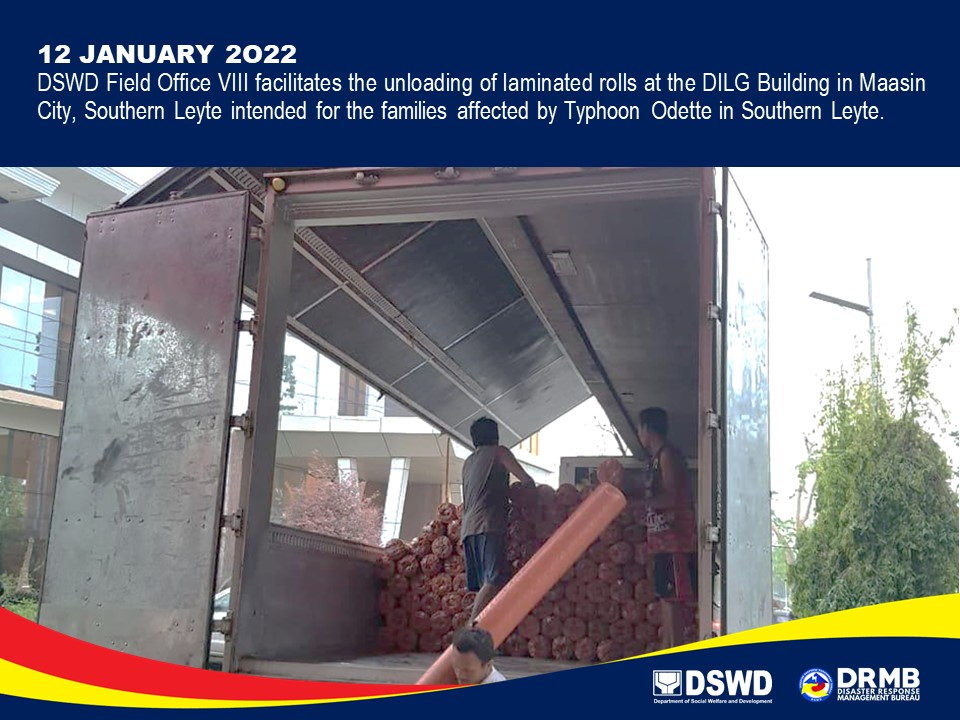 12 JANUARY 2022
DSWD Field Office VIII facilitates the unloading of laminated rolls at the DILG Building in Maasin
City, Southern Leyte intended for the families affected by Typhoon Odette in Southern Leyte.
DSWD
Department of Social Welfare and Development
DRMB
DISASTER RESPONSE
MANAGEMENT BUREAU